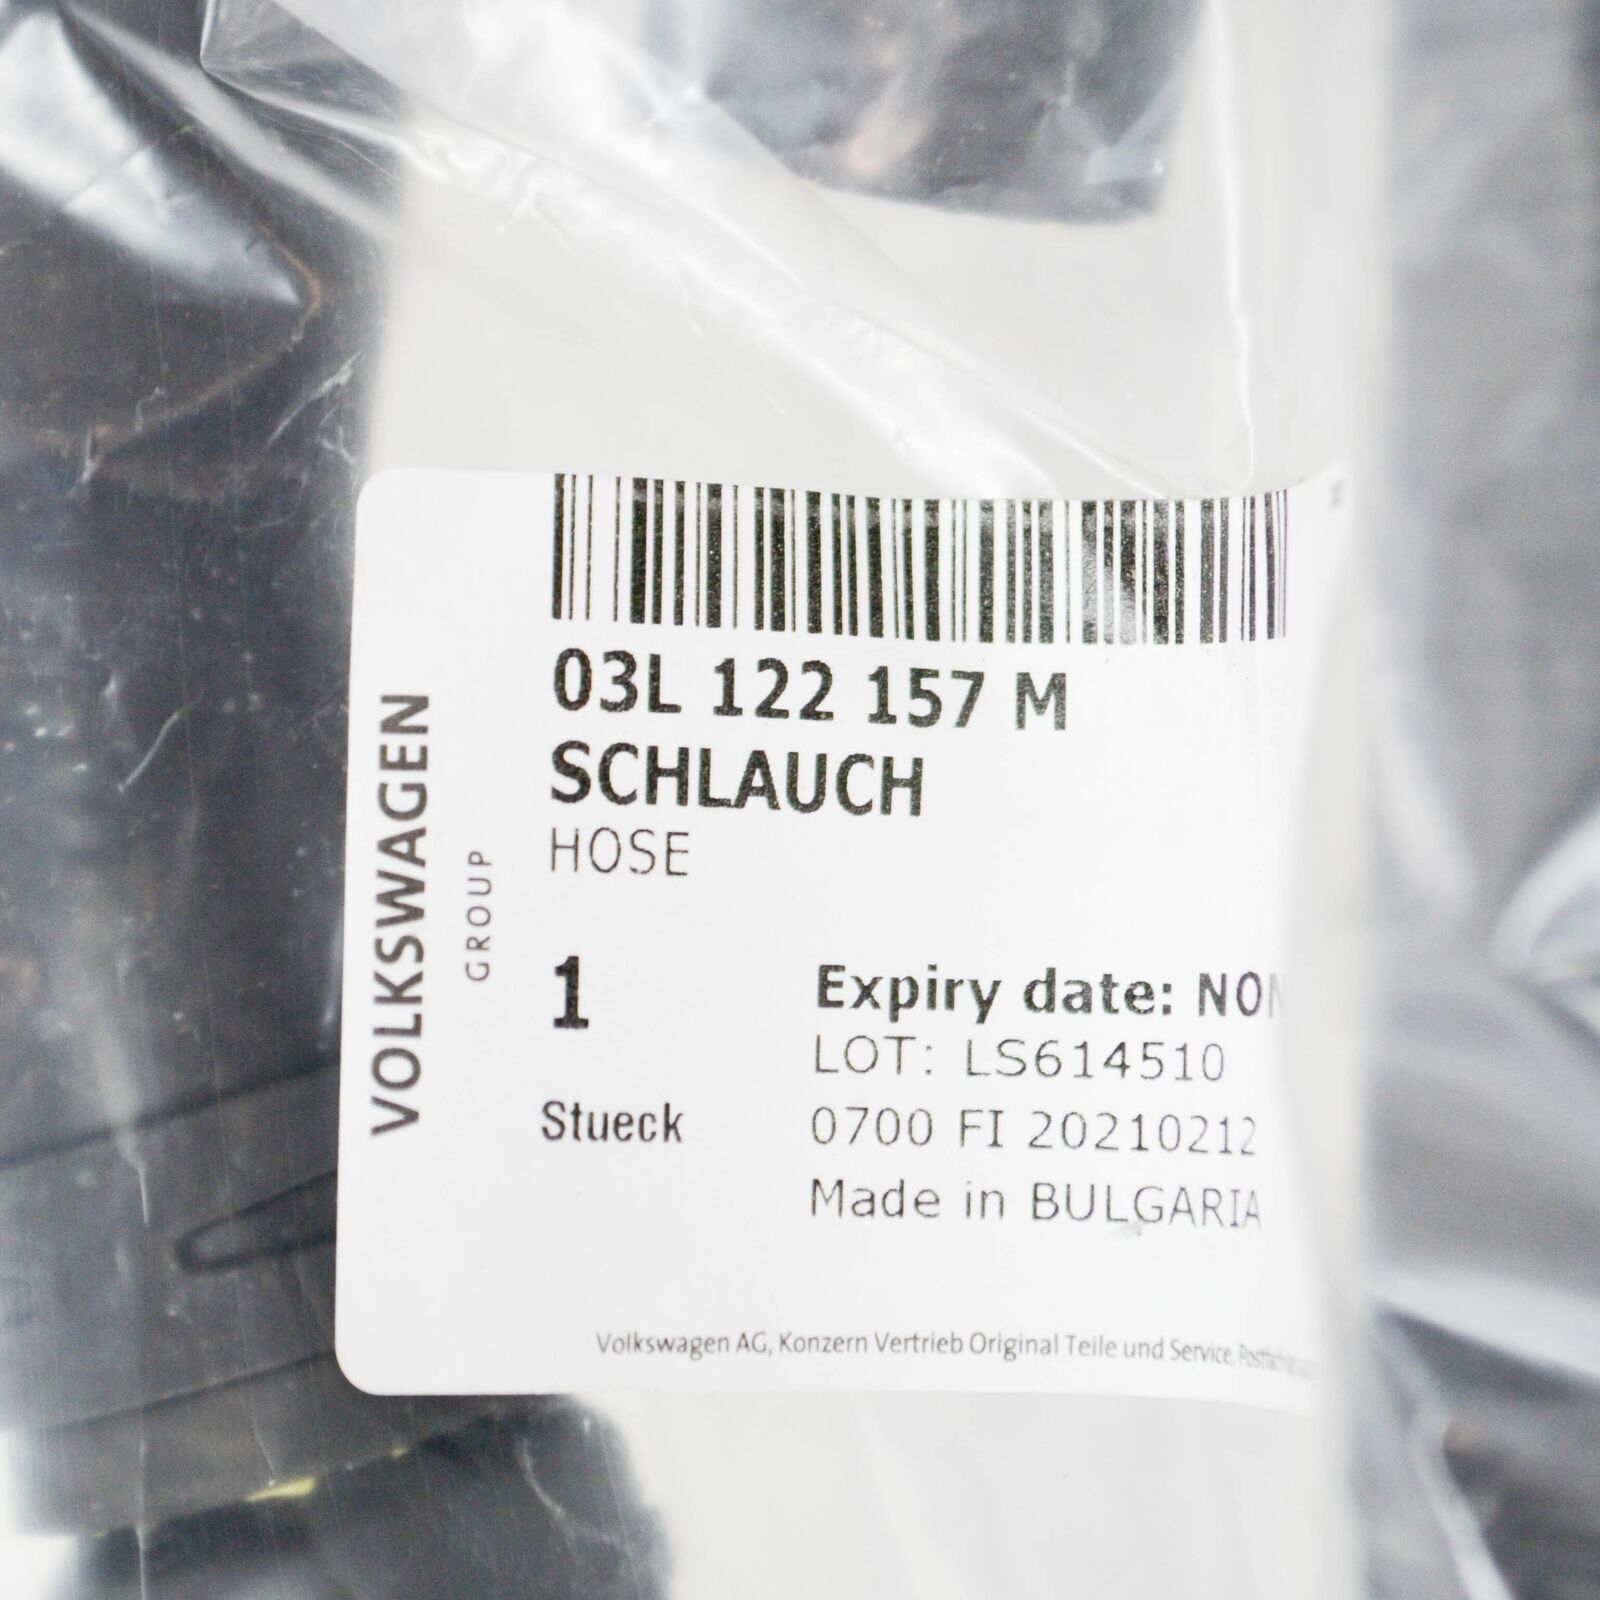 03L 122 157 M
SCHLAUCH
HOSE
VOLKSWAGEN
GROUP
1
Stueck
Expiry date: NON
LOT: LS614510
0700 FI 20210212
Made in BULGARIA
Volkswagen AG, Konzern Vertrieb Original Teile und Service,